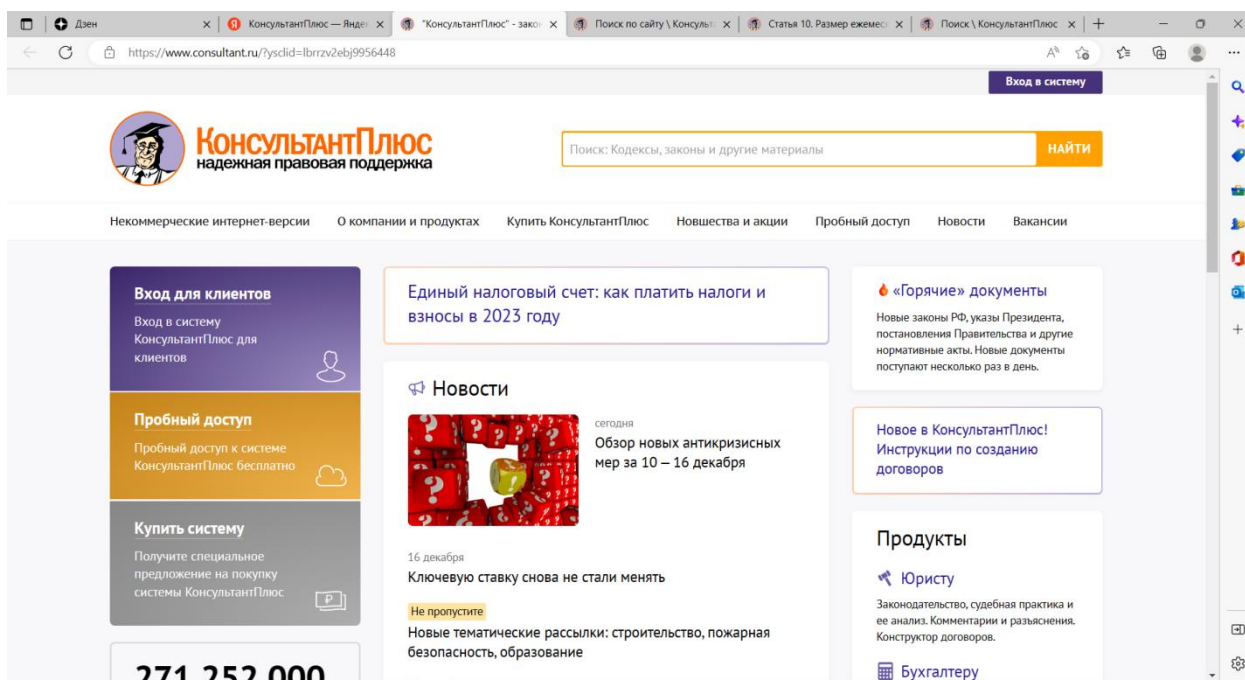 Дзен
КонсультантПлюс — Яндекс
"КонсультантПлюс" - зако
Поиск по сайту \ Консульт
Статья 10. Размер ежемес
Поиск \ КонсультантПлюс
https://www.consultant.ru/?ysclid=lbrrzv2ebj9956448
Вход в систему
КонсультантПлюс
надежная правовая поддержка
Поиск: Кодексы, законы и другие материалы
НАЙТИ
Некоммерческие интернет-версии
О компании и продуктах
Купить КонсультантПлюс
Новшества и акции
Пробный доступ
Новости
Вакансии
Вход для клиентов
Вход в систему
КонсультантПлюс для
клиентов
Пробный доступ
Пробный доступ к системе
КонсультантПлюс бесплатно
Купить систему
Получите специальное
предложение на покупку
системы КонсультантПлюс
271 252 000
Единый налоговый счет: как платить налоги и
взносы в 2023 году
Новости
сегодня
Обзор новых антикризисных
мер за 10 – 16 декабря
16 декабря
Ключевую ставку снова не стали менять
Не пропустите
Новые тематические рассылки: строительство, пожарная
безопасность, образование
«Горячие» документы
Новые законы РФ, указы Президента,
постановления Правительства и другие
нормативные акты. Новые документы
поступают несколько раз в день.
Новое в КонсультантПлюс!
Инструкции по созданию
договоров
Продукты
Юристу
Законодательство, судебная практика и
ее анализ. Комментарии и разъяснения.
Конструктор договоров.
Бухгалтеру